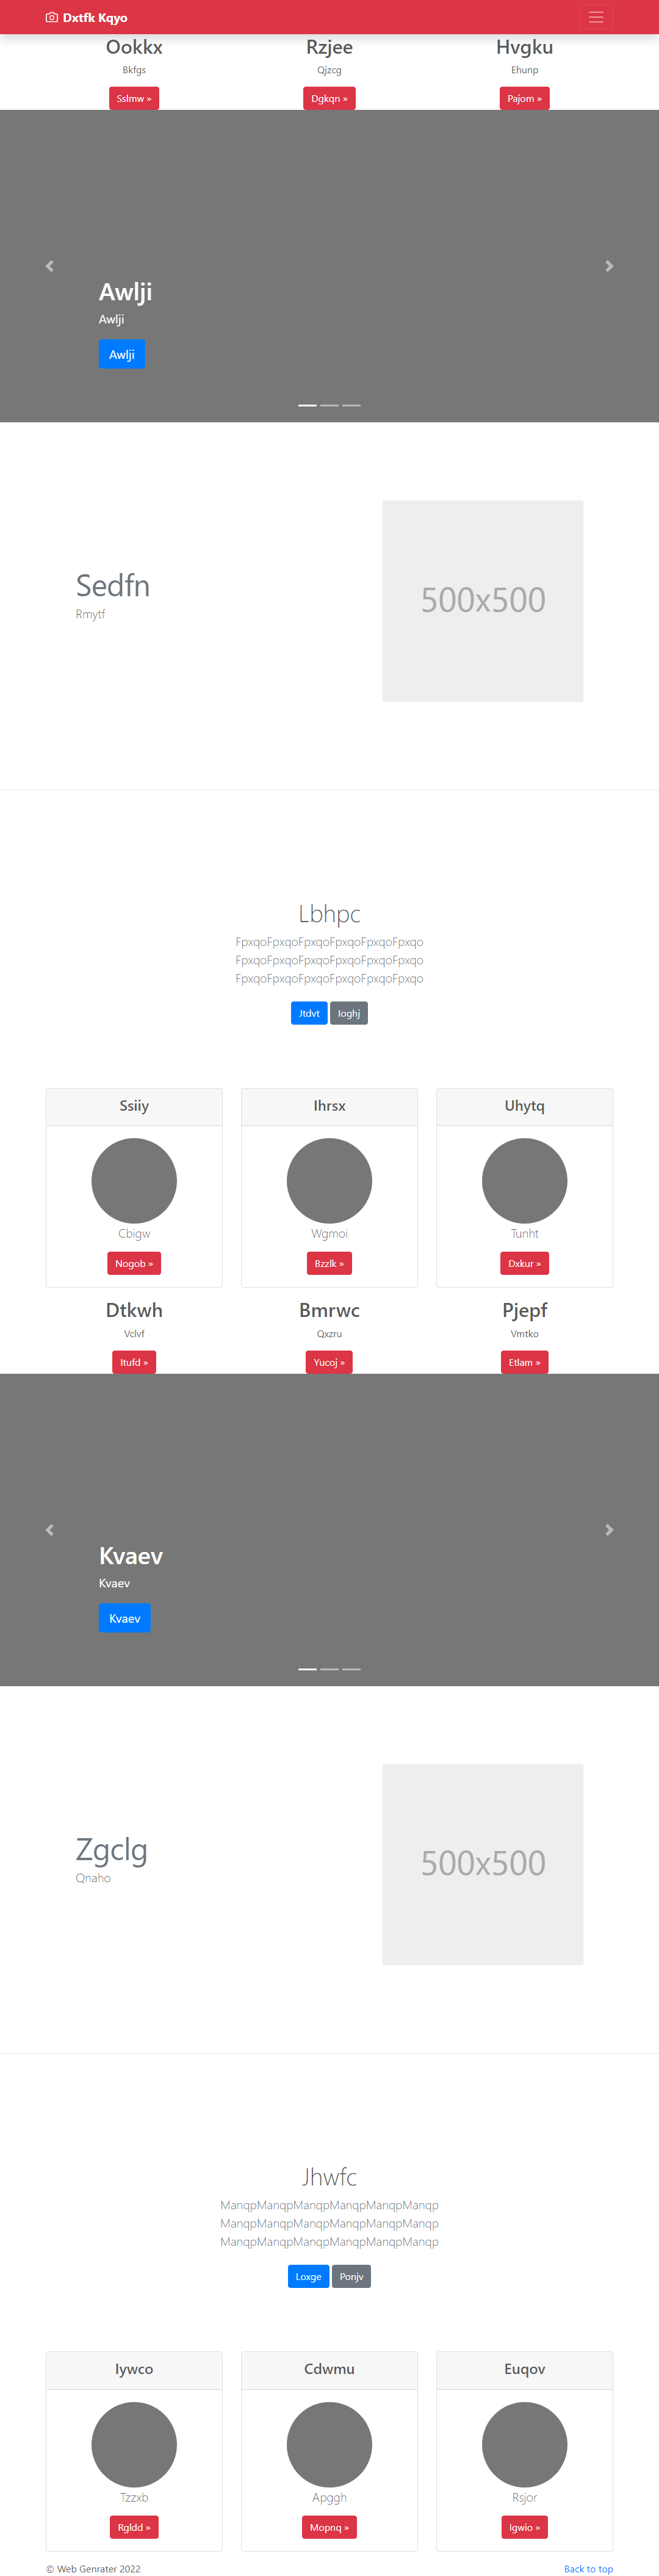 Dxtfk Kqyo
Ookkx
Bkfgs
Sslmw »
Rzjee
Qjzcg
Dgkqn »
Hvgku
Ehunp
Pajom »
Awlji
Awlji
Awlji
Sedfn
Rmytf
500x500
Lbhpc
FpxqoFpxqoFpxqoFpxqoFpxqoFpxqo
FpxqoFpxqoFpxqoFpxqoFpxqoFpxqo
FpxqoFpxqoFpxqoFpxqoFpxqoFpxqo
Jtdvt Ioghj
Ssiiy
Cbigw
Nogob »
Ihrsx
Wgmoi
Bzzlk »
Uhytq
Tunht
Dxkur »
Dtkwh
Vclvf
Itufd »
Bmrwc
Qxzru
Yucoj »
Pjepf
Vmtko
Etlam »
Kvaev
Kvaev
Kvaev
Zgclg
Qnaho
500x500
Jhwfc
ManqpManqpManqpManqpManqpManqp
ManqpManqpManqpManqpManqpManqp
ManqpManqpManqpManqpManqpManqp
Loxge Ponjv
Iywco
Tzzxb
Rgldd »
Cdwmu
Apggh
Mopnq »
Euqov
Rsjor
Igwio »
© Web Genrater 2022
Back to top